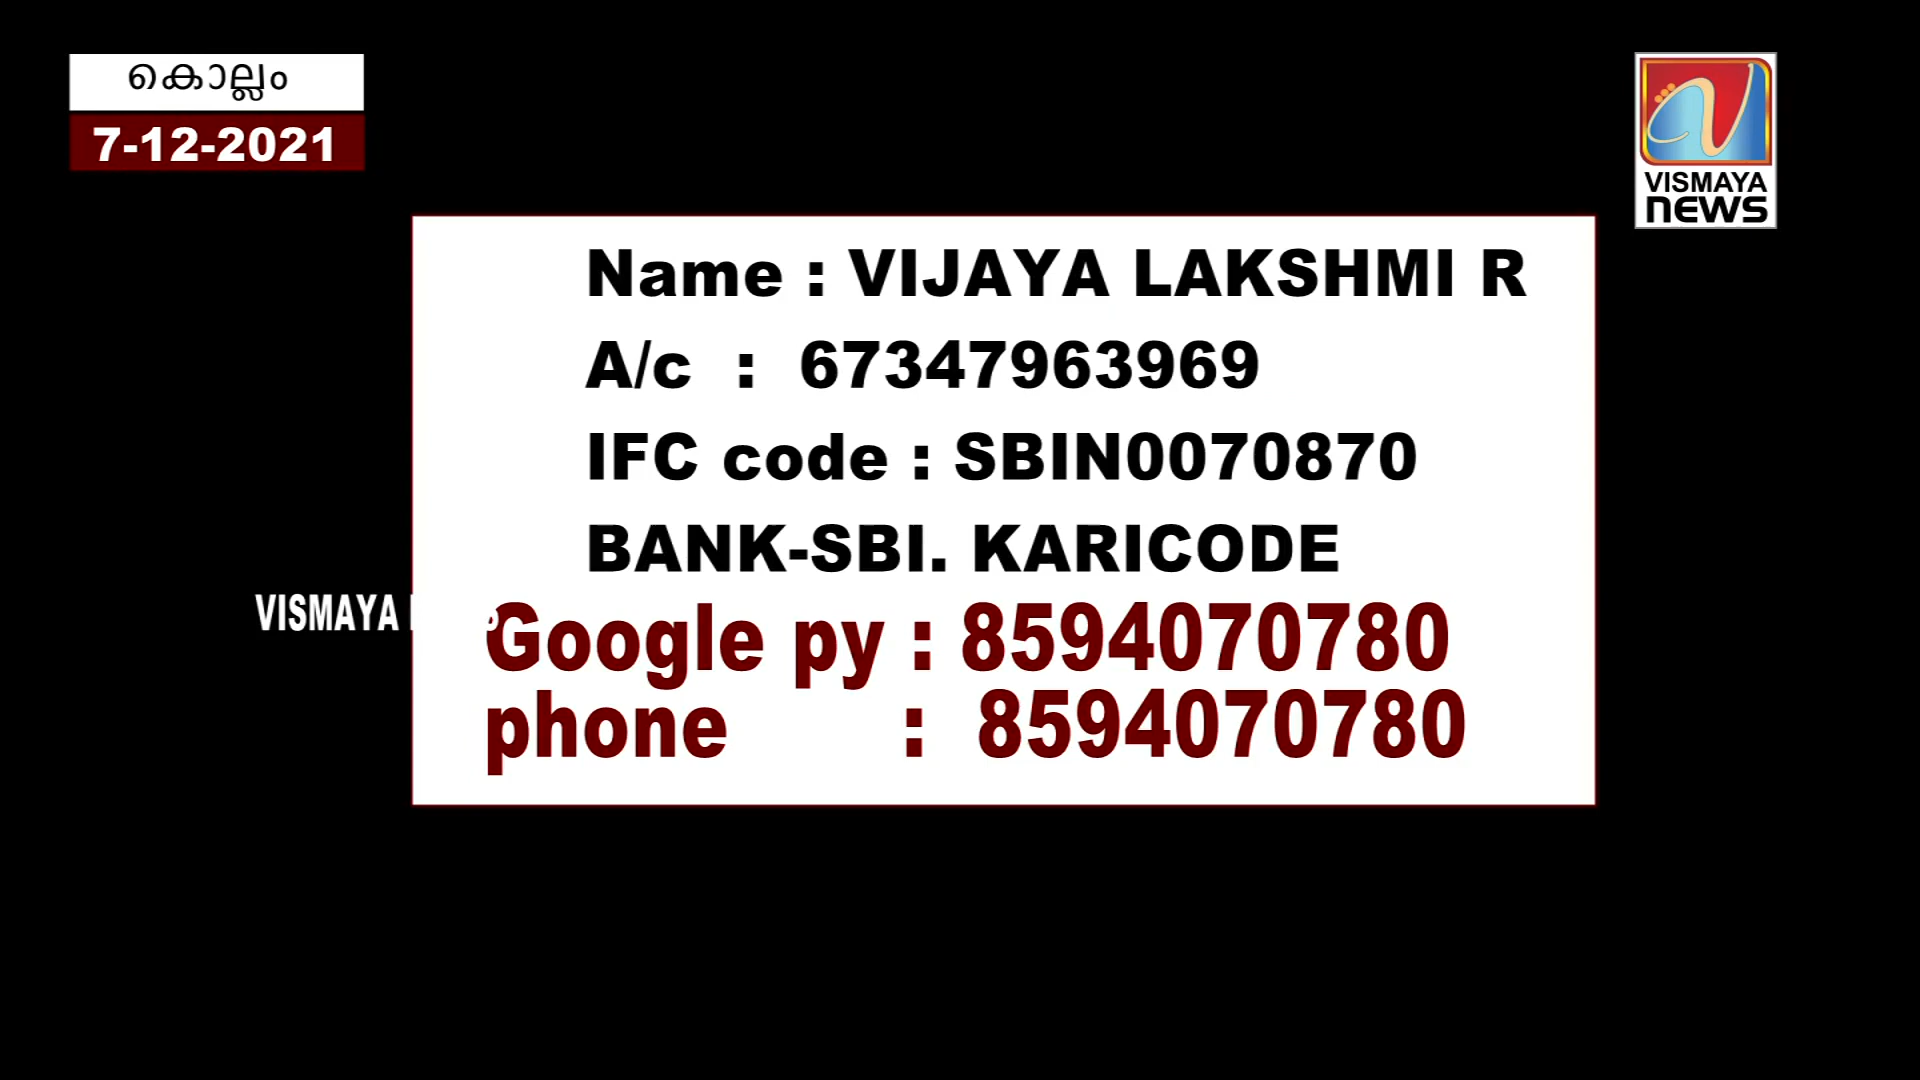 കൊല്ലം
7-12-2021
VISMAYA
NEWS
Name : VIJAYA LAKSHMI R
A/c : 67347963969
IFC code : SBIN0070870
BANK-SBI. KARICODE
VISMAYA
Google py : 8594070780
phone : 8594070780